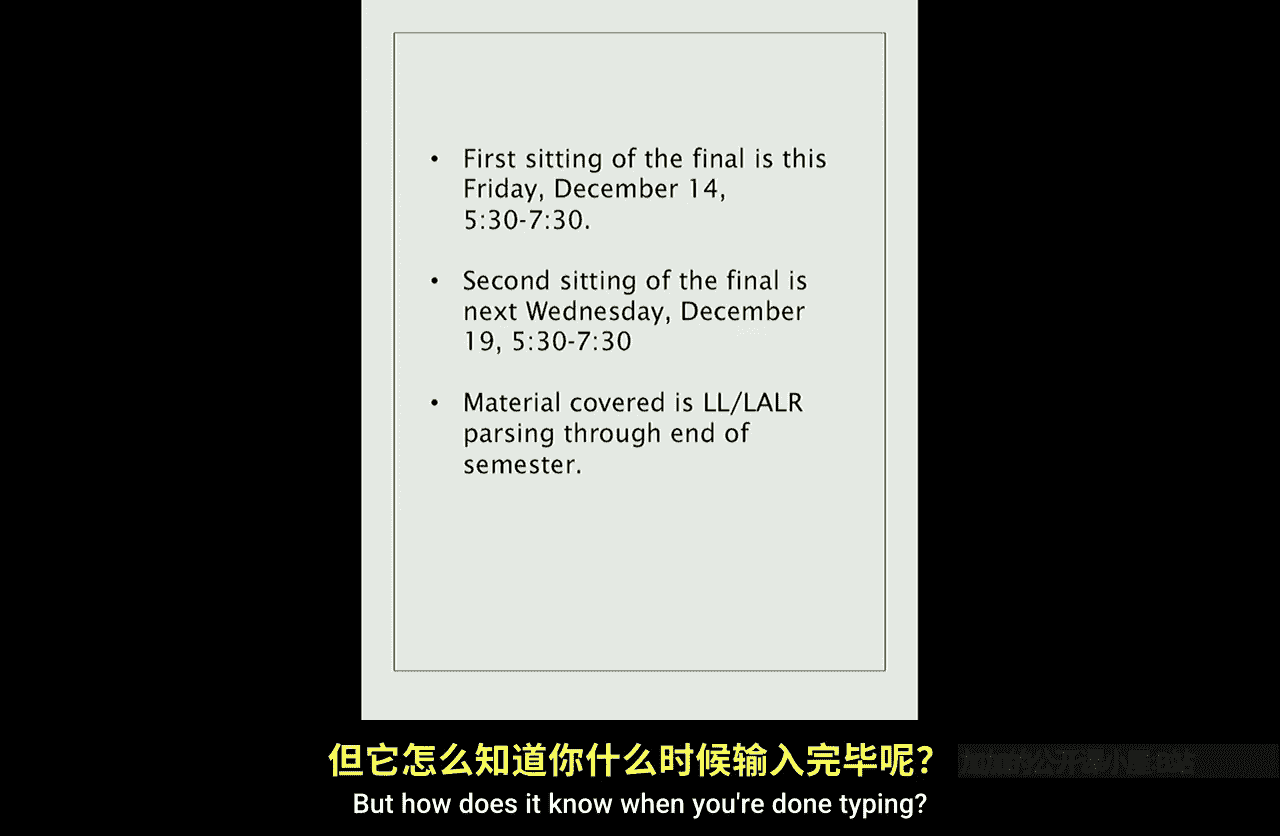 • First sitting of the final is this
Friday, December 14,
5:30-7:30.
• Second sitting of the final is
next Wednesday, December
19, 5:30-7:30
• Material covered is LL/LALR
parsing through end of
semester.
但它怎么知道你什么时候输入完毕呢？
But how does it know when you're done typing?